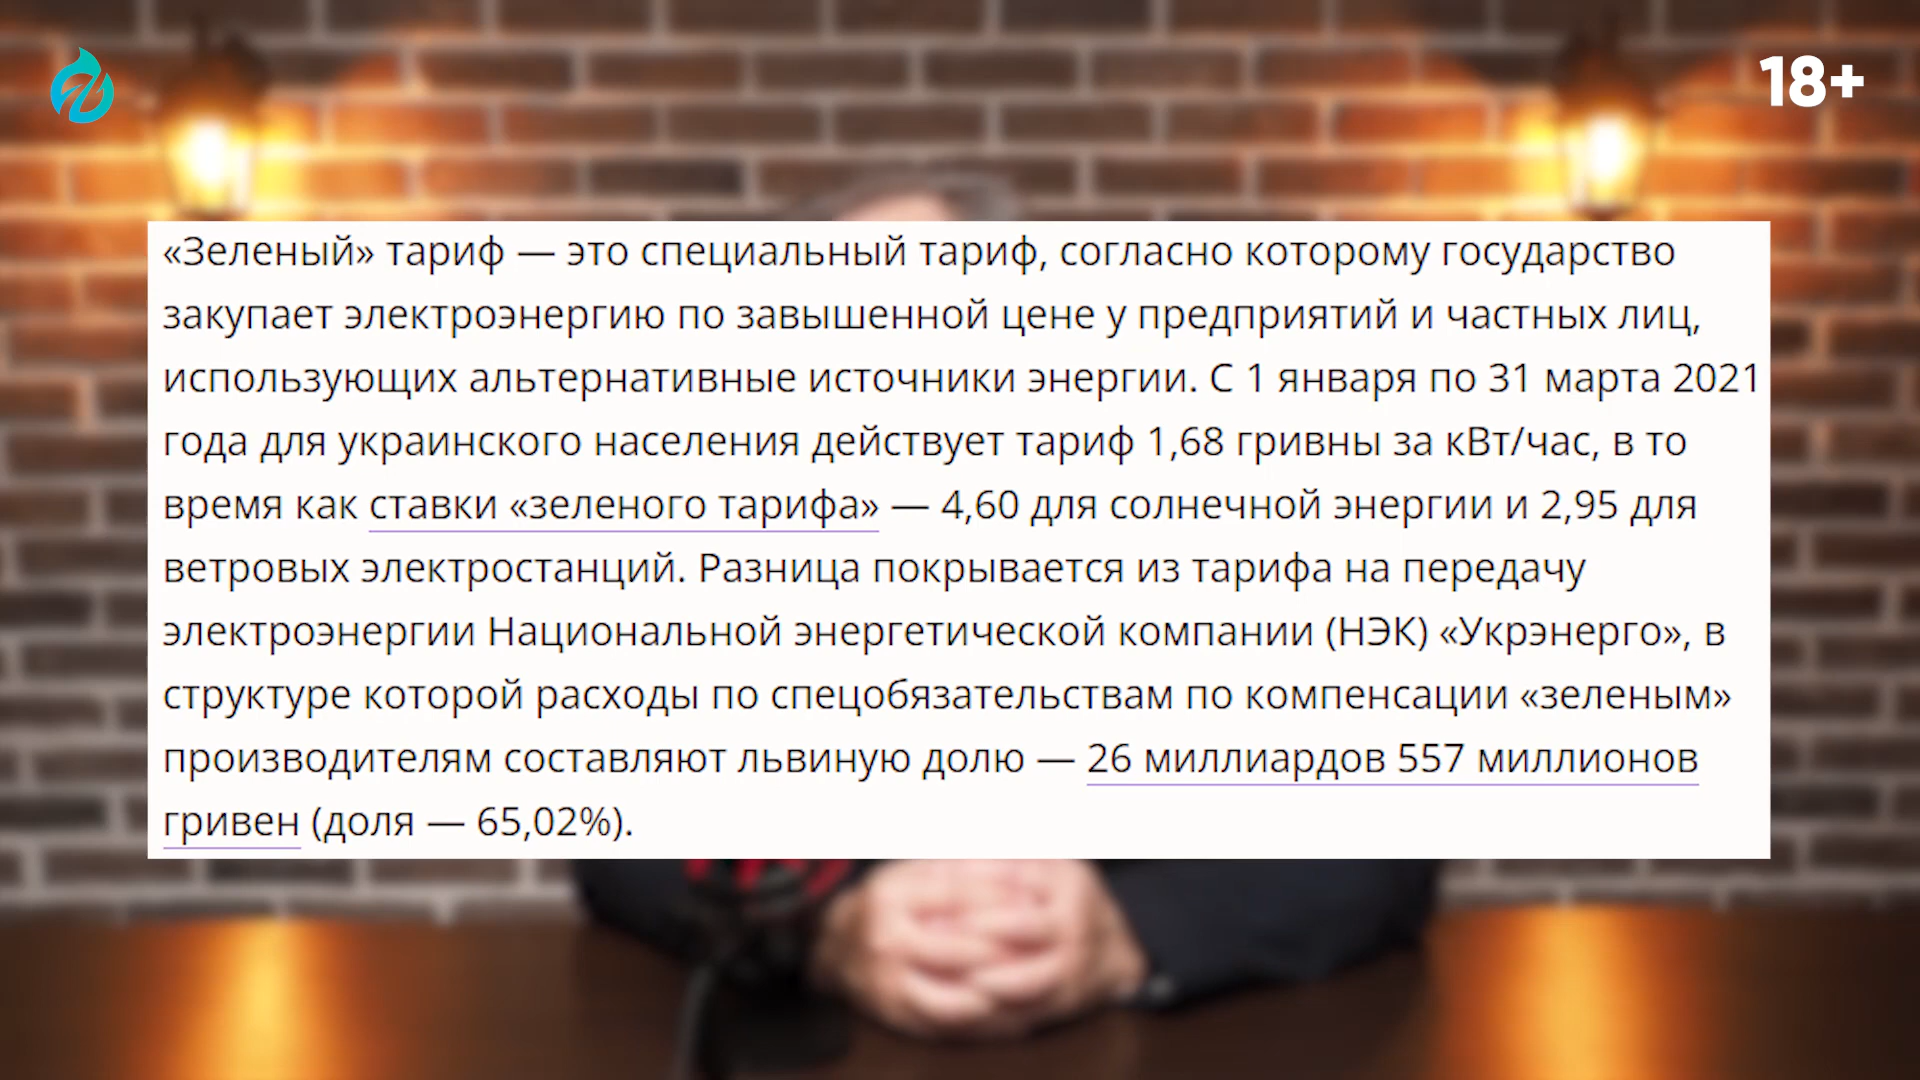 18+
«Зеленый» тариф — это специальный тариф, согласно которому государство
закупает электроэнергию по завышенной цене у предприятий и частных лиц,
использующих альтернативные источники энергии. С 1 января по 31 марта 2021
года для украинского населения действует тариф 1,68 гривны за кВт/час, в то
время как ставки «зеленого тарифа» — 4,60 для солнечной энергии и 2,95 для
ветровых электростанций. Разница покрывается из тарифа на передачу
электроэнергии Национальной энергетической компании (НЭК) «Укрэнерго», в
структуре которой расходы по спецобязательствам по компенсации «зеленым»
производителям составляют львиную долю — 26 миллиардов 557 миллионов
гривен (доля — 65,02%).